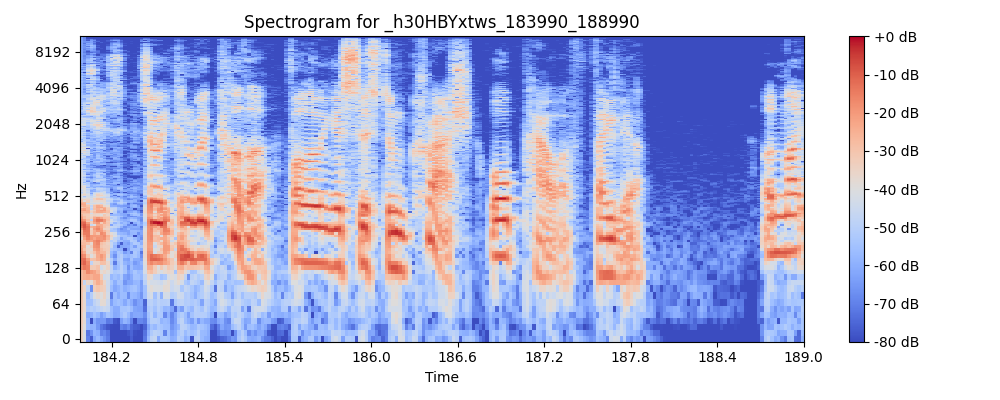 Spectrogram for _h30HBYxtws_183990_188990
8192
4096
2048
1024
512
256
128
64
0
Hz
184.2 184.8 185.4 186.0 186.6 187.2 187.8 188.4 189.0
Time
+0 dB
-10 dB
-20 dB
-30 dB
-40 dB
-50 dB
-60 dB
-70 dB
-80 dB